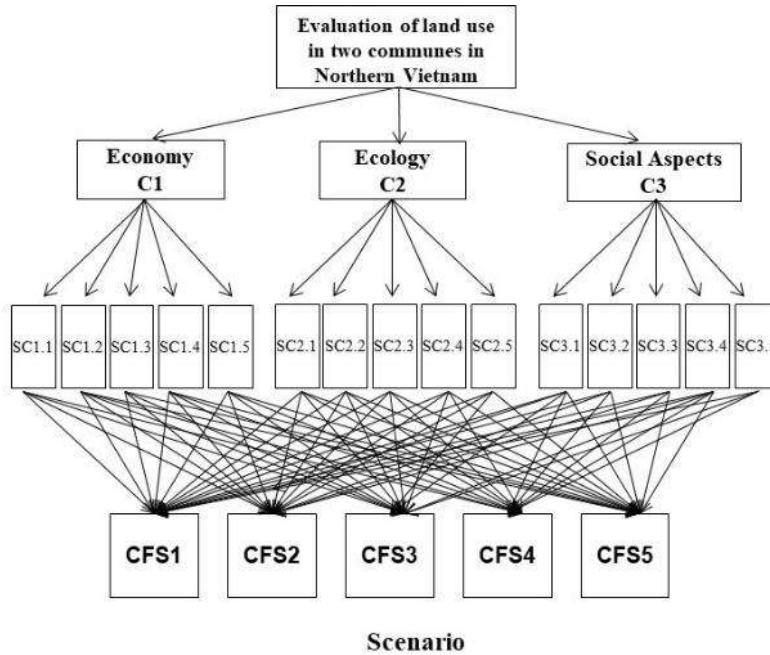 Evaluation of land use
in two communes in
Northern Vietnam
Economy
C1
Ecology
C2
Social Aspects
C3
SC1.1 SC1.2 SC1.3 SC1.4 SC1.5 SC2.1 SC2.2 SC2.3 SC2.4 SC2.5 SC3.1 SC3.2 SC3.3 SC3.4
CFS1 CFS2 CFS3 CFS4 CFS5
Scenario